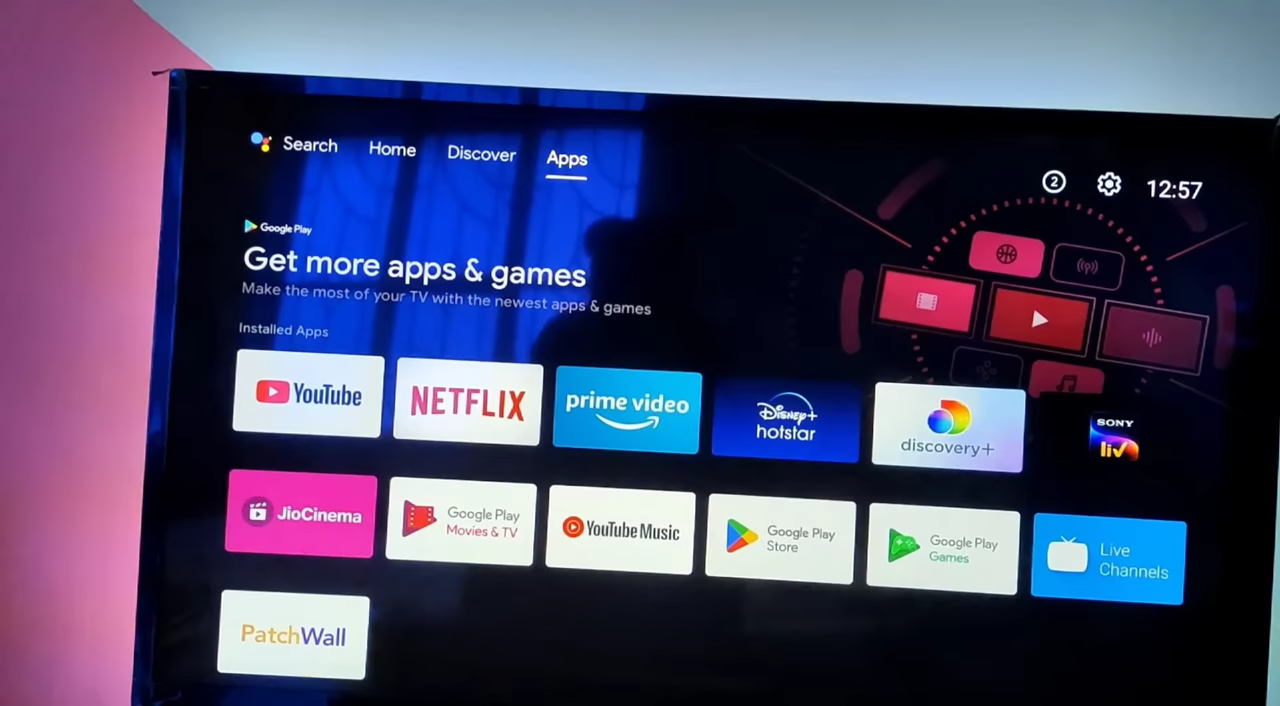 Search Home Discover Apps
2 12:57
Google Play
Get more apps & games
Make the most of your TV with the newest apps & games
Installed Apps
YouTube
NETFLIX
prime video
Disney+
hotstar
discovery+
SONY
liv
JioCinema
Google Play
Movies & TV
YouTube Music
Google Play
Store
Google Play
Games
Live
Channels
PatchWall